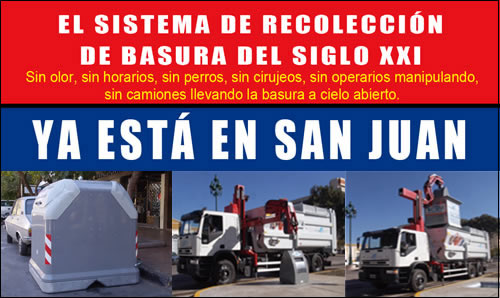 EL SISTEMA DE RECOLECCIÓN
DE BASURA DEL SIGLO XXI
Sin olor, sin horarios, sin perros, sin cirujeos, sin operarios manipulando,
sin camiones llevando la basura a cielo abierto.
YA ESTÁ EN SAN JUAN